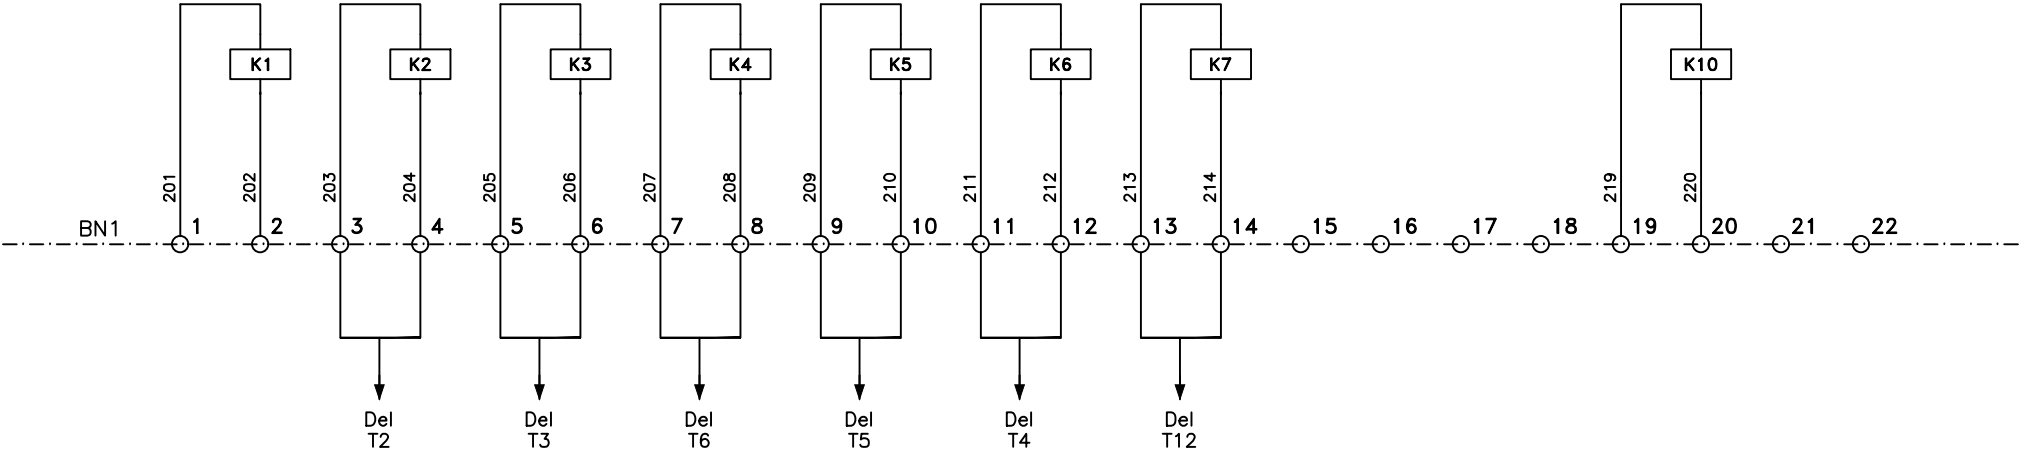 K1 K2 K3 K4 K5 K6 K7 K10
201 202 203 204 205 206 207 208 209 210 211 212 213 214 219 220
BN1 1 2 3 4 5 6 7 8 9 10 11 12 13 14 15 16 17 18 19 20 21 22
Del Del Del Del Del Del
T2 T3 T6 T5 T4 T12